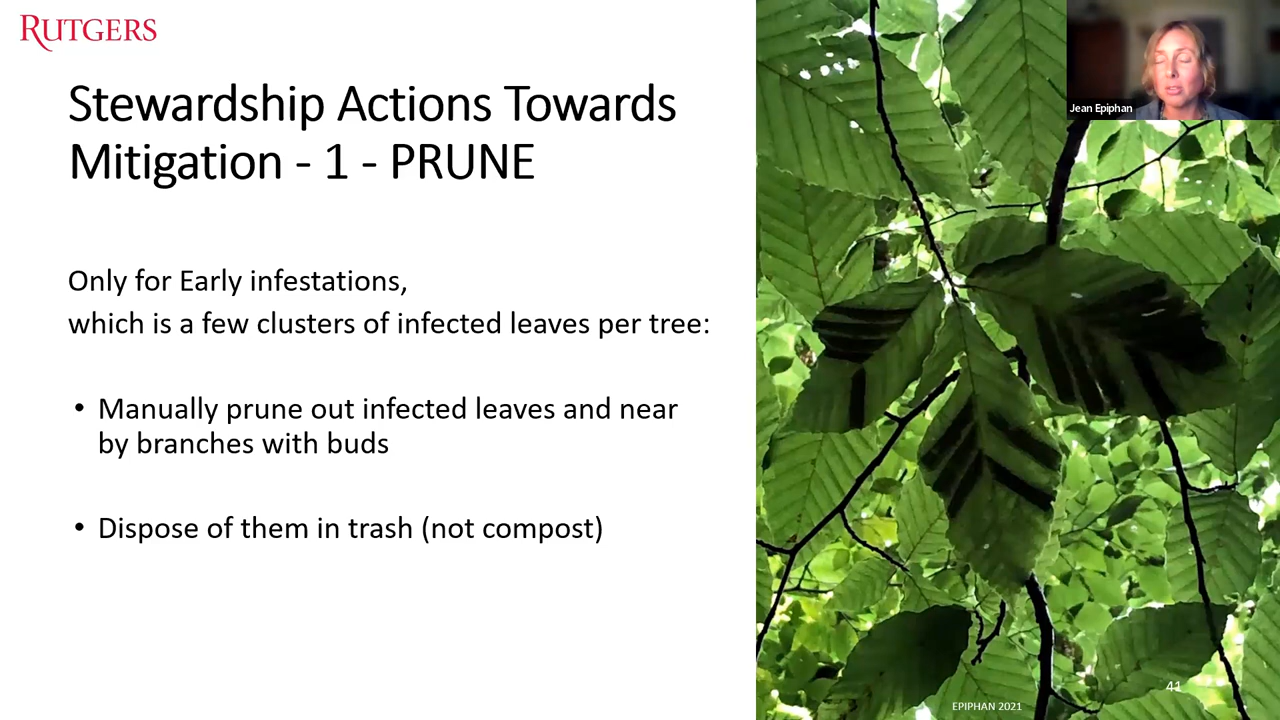 RUTGERS
Stewardship Actions Towards
Mitigation - 1 - PRUNE
Only for Early infestations,
which is a few clusters of infected leaves per tree:
• Manually prune out infected leaves and near
by branches with buds
• Dispose of them in trash (not compost)
Jean Epiphan
41
EPIPHAN 2021